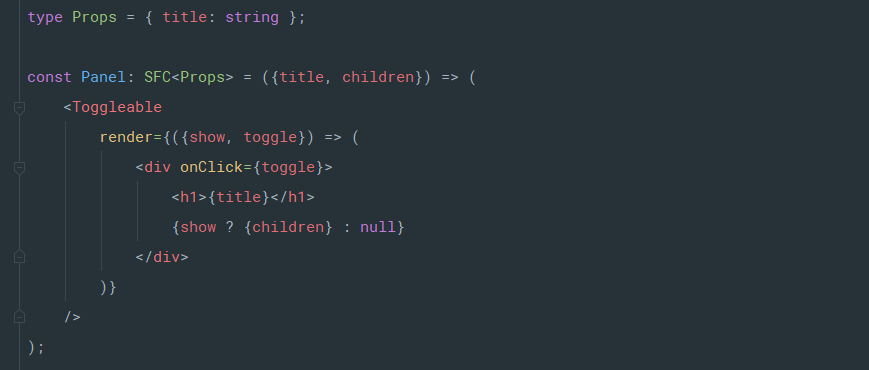 type Props = { title: string };
const Panel: SFC<Props> = ({title, children}) => (
<Toggleable
render={({show, toggle}) => (
<div onClick={toggle}>
<h1>{title}</h1>
{show ? {children} : null}
</div>
)}
/>
);